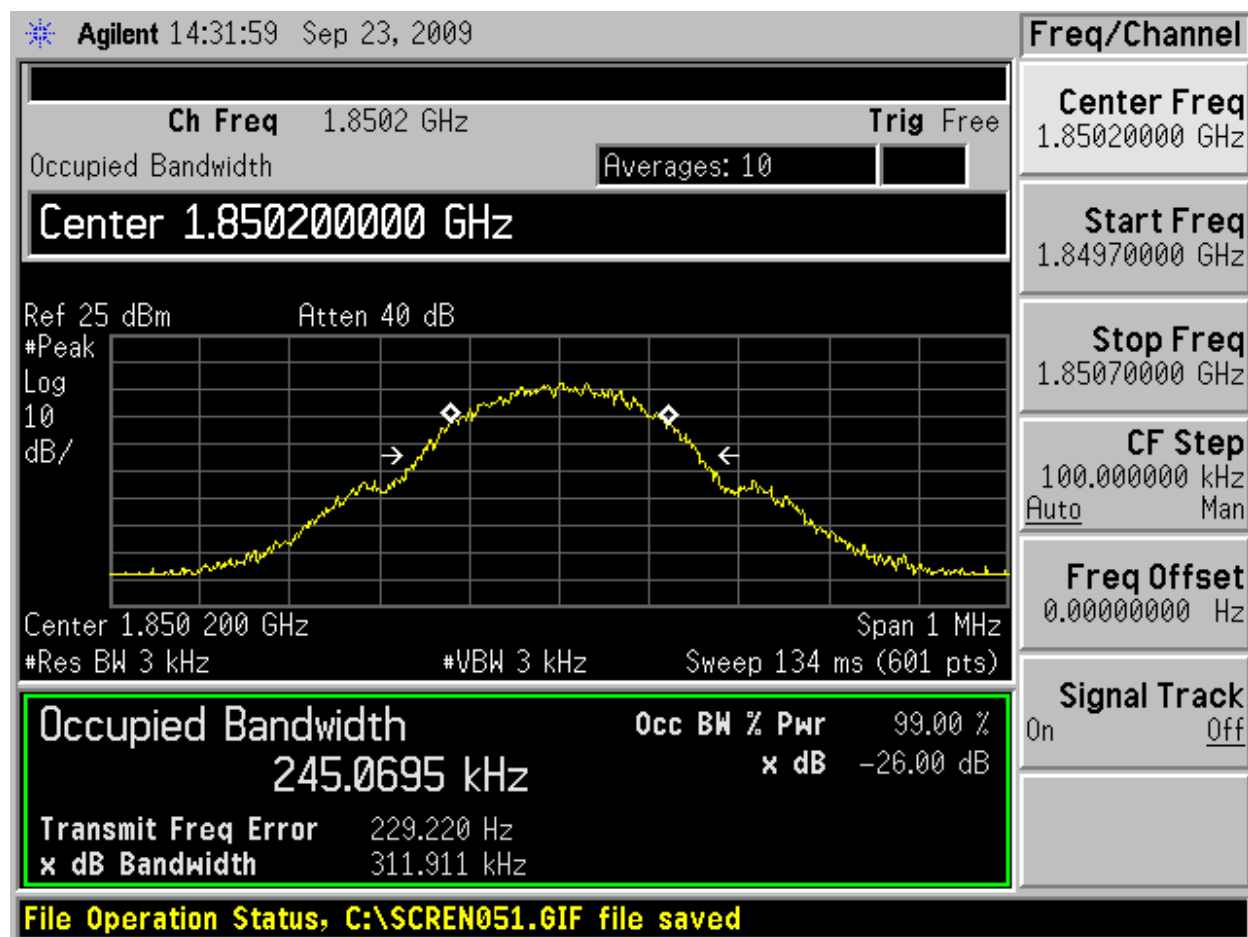 Agilent 14:31:59 Sep 23, 2009
Freq/Channel
Ch Freq 1.8502 GHz Trig Free
Occupied Bandwidth Averages: 10
Center 1.850200000 GHz
Ref 25 dBm Atten 40 dB
#Peak
Log
10
dB/
Center 1.850 200 GHz Span 1 MHz
#Res BW 3 kHz #VBW 3 kHz Sweep 134 ms (601 pts)
Occupied Bandwidth Occ BW % Pwr 99.00 %
245.0695 kHz x dB -26.00 dB
Transmit Freq Error 229.220 Hz
x dB Bandwidth 311.911 kHz
Center Freq
1.85020000 GHz
Start Freq
1.84970000 GHz
Stop Freq
1.85070000 GHz
CF Step
100.000000 kHz
Auto Man
Freq Offset
0.00000000 Hz
Signal Track
On Off
File Operation Status, C:\SCREN051.GIF file saved